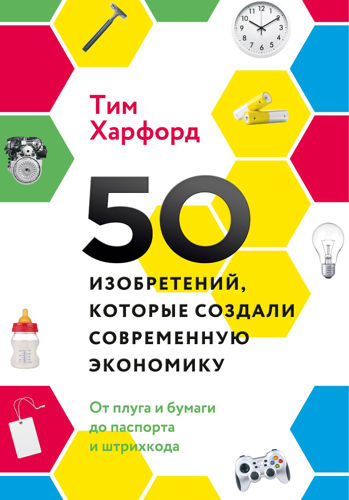 Тим
Харфорд
50
ИЗОБРЕТЕНИЙ,
КОТОРЫЕ СОЗДАЛИ
СОВРЕМЕННУЮ
ЭКОНОМИКУ
От плуга и бумаги
до паспорта
и штрихкода